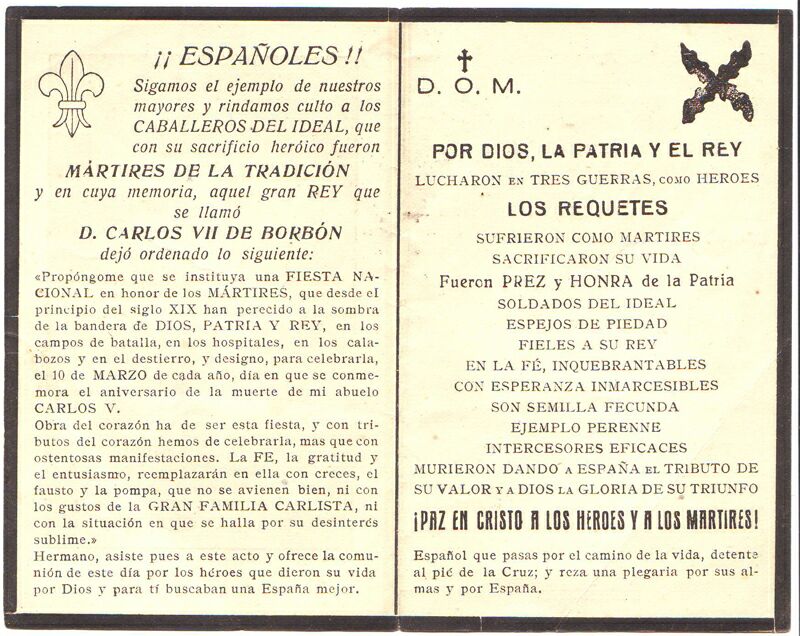 ¡¡ ESPAÑOLES !!
Sigamos el ejemplo de nuestros
mayores y rindamos culto a los
CABALLEROS DEL IDEAL, que
con su sacrificio heróico fueron
MÁRTIRES DE LA TRADICIÓN
y en cuya memoria, aquel gran REY que
se llamó
D. CARLOS VII DE BORBÓN
dejó ordenado lo siguiente:
«Propóngome que se instituya una FIESTA NA-
CIONAL en honor de los MÁRTIRES, que desde el
principio del siglo XIX han perecido a la sombra
de la bandera de DIOS, PATRIA Y REY, en los
campos de batalla, en los hospitales, en los cala-
bozos y en el destierro, y designo, para celebrarla,
el 10 de MARZO de cada año, día en que se conme-
mora el aniversario de la muerte de mi abuelo
CARLOS V.
Obra del corazón ha de ser esta fiesta, y con tri-
butos del corazón hemos de celebrarla, mas que con
ostentosas manifestaciones. La FE, la gratitud y
el entusiasmo, reemplazarán en ella con creces, el
fausto y la pompa, que no se avienen bien, ni con
los gustos de la GRAN FAMILIA CARLISTA, ni
con la situación en que se halla por su desinterés
sublime.»
Hermano, asiste pues a este acto y ofrece la comu-
nión de este día por los héroes que dieron su vida
por Dios y para tí buscaban una España mejor.
D. O. M.
POR DIOS, LA PATRIA Y EL REY
LUCHARON EN TRES GUERRAS, COMO HEROES
LOS REQUETES
SUFRIERON COMO MARTIRES
SACRIFICARON SU VIDA
Fueron PREZ y HONRA de la Patria
SOLDADOS DEL IDEAL
ESPEJOS DE PIEDAD
FIELES A SU REY
EN LA FÉ, INQUEBRANTABLES
CON ESPERANZA INMARCESIBLES
SON SEMILLA FECUNDA
EJEMPLO PERENNE
INTERCESORES EFICACES
MURIERON DANDO A ESPAÑA EL TRIBUTO DE
SU VALOR Y A DIOS LA GLORIA DE SU TRIUNFO
¡PAZ EN CRISTO A LOS HEROES Y A LOS MARTIRES!
Español que pasas por el camino de la vida, detente
al pié de la Cruz; y reza una plegaria por sus al-
mas y por España.